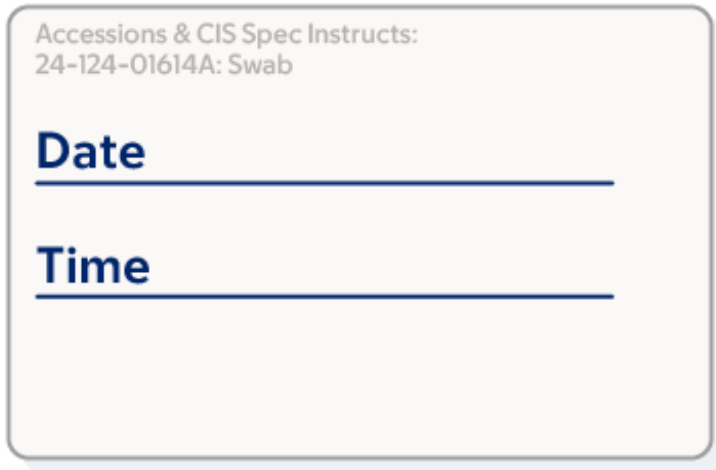 Accessions & CIS Spec Instructs:
24-124-01614A: Swab
Date
Time